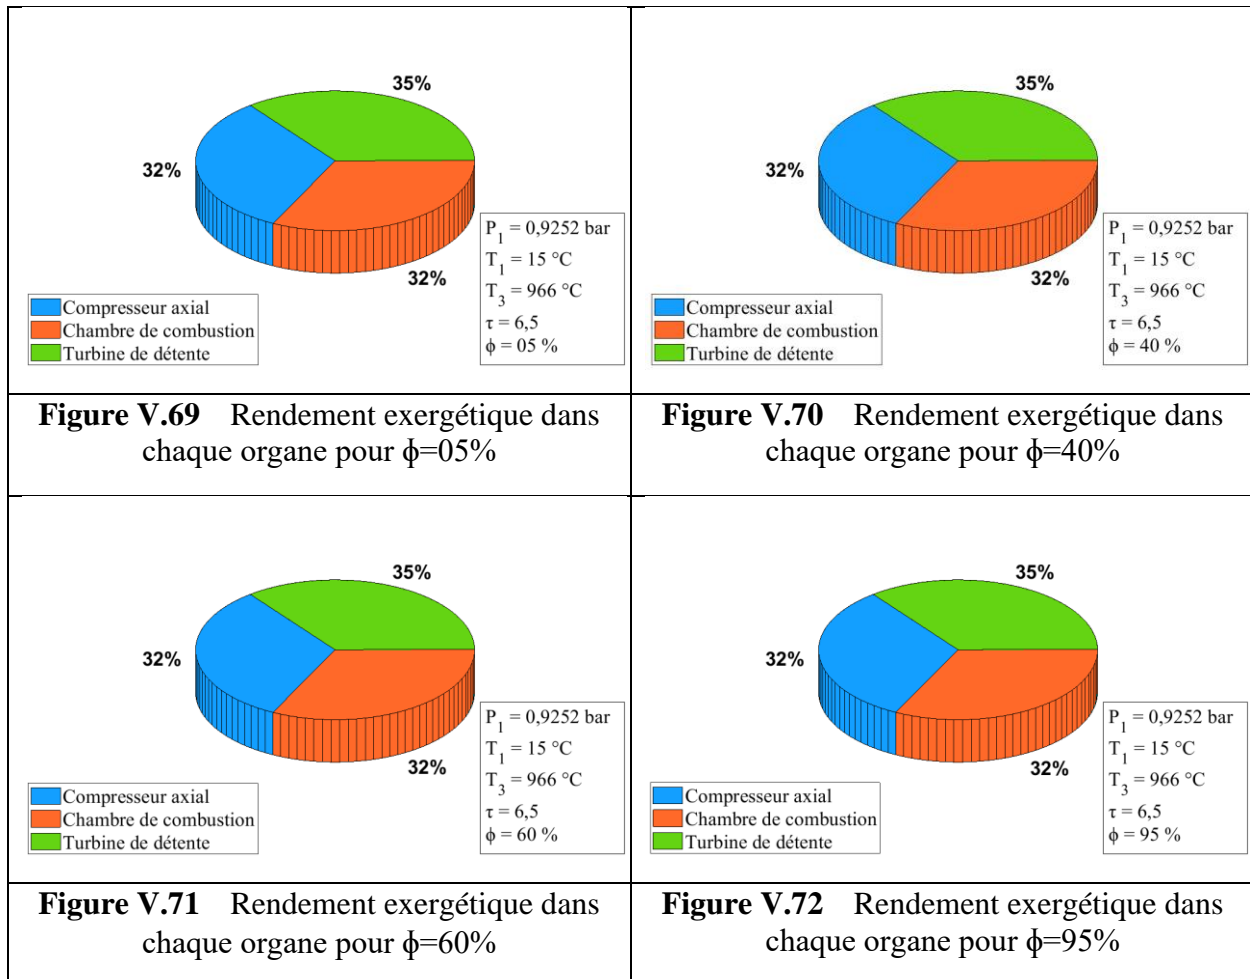 35%
32%
32%
P1 = 0,9252 bar
T1 = 15 °C
T3 = 966 °C
τ = 6,5
ϕ = 05 %
Compresseur axial
Chambre de combustion
Turbine de détente
Figure V.69 Rendement exergétique dans
chaque organe pour ϕ=05%
35%
32%
32%
P1 = 0,9252 bar
T1 = 15 °C
T3 = 966 °C
τ = 6,5
ϕ = 40 %
Compresseur axial
Chambre de combustion
Turbine de détente
Figure V.70 Rendement exergétique dans
chaque organe pour ϕ=40%
35%
32%
32%
P1 = 0,9252 bar
T1 = 15 °C
T3 = 966 °C
τ = 6,5
ϕ = 60 %
Compresseur axial
Chambre de combustion
Turbine de détente
Figure V.71 Rendement exergétique dans
chaque organe pour ϕ=60%
35%
32%
32%
P1 = 0,9252 bar
T1 = 15 °C
T3 = 966 °C
τ = 6,5
ϕ = 95 %
Compresseur axial
Chambre de combustion
Turbine de détente
Figure V.72 Rendement exergétique dans
chaque organe pour ϕ=95%